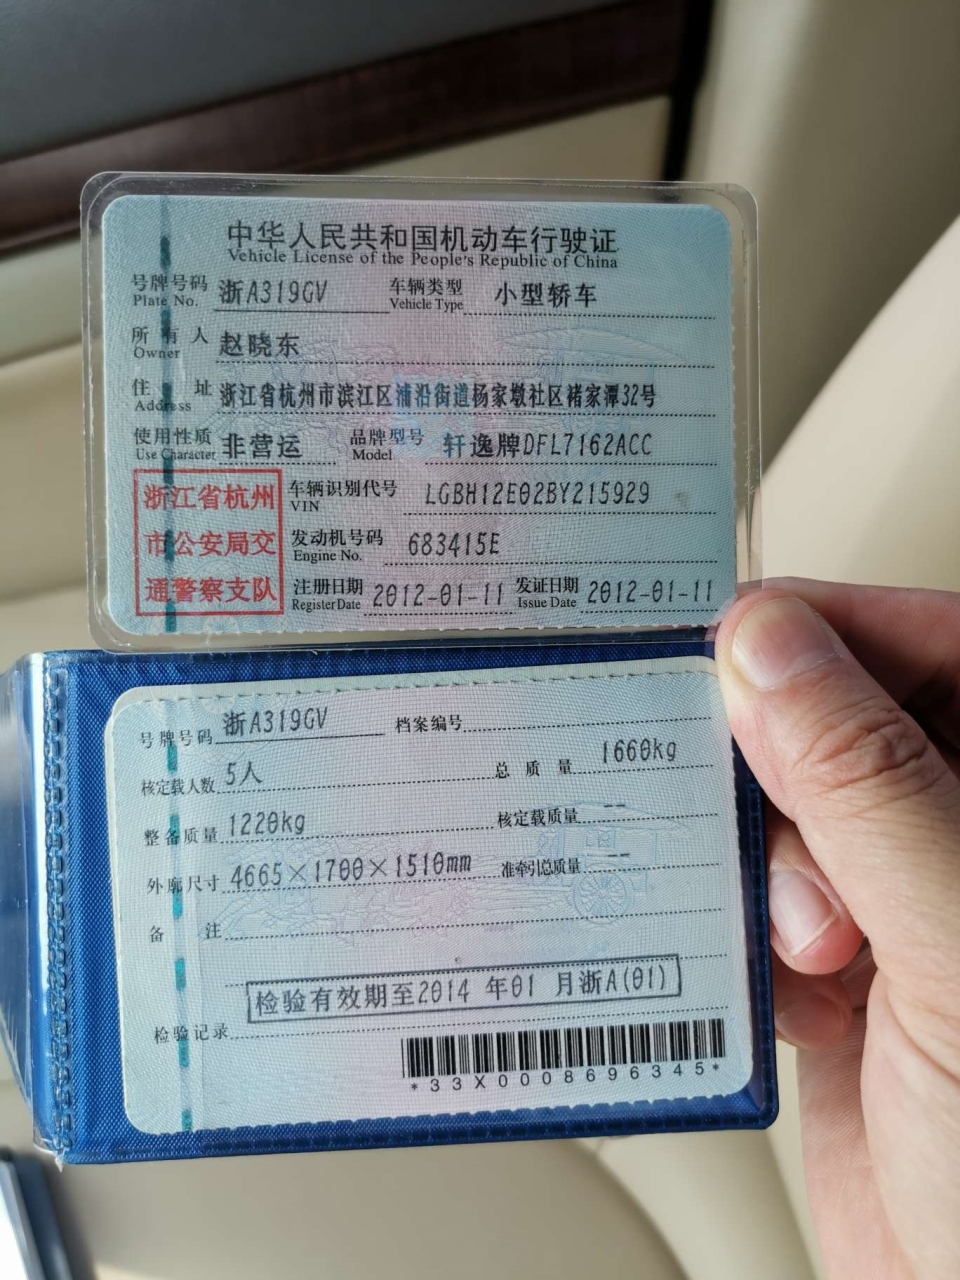 中华人民共和国机动车行驶证
Vehicle License of the People's Republic of China
号牌号码 浙A319GV 车辆类型 小型轿车
Plate No. Vehicle Type
所有人 赵晓东
Owner
住址 浙江省杭州市滨江区浦沿街道杨家墩社区褚家潭32号
Address
使用性质 非营运 品牌型号 轩逸牌DFL7162ACC
Use Character Model
浙江省杭州 车辆识别代号 LGBH12E02BY215929
VIN
市公安局交 发动机号码 683415E
Engine No.
通警察支队 注册日期 2012-01-11 发证日期 2012-01-11
Register Date Issue Date
号牌号码 浙A319GV 档案编号
核定载人数 5人 总质量 1660kg
整备质量 1220kg 核定载质量 --
外廓尺寸 4665×1700×1510mm 准牵引总质量 --
备注
检验有效期至2014年01月浙A(01)
检验记录
*33X0008696345*